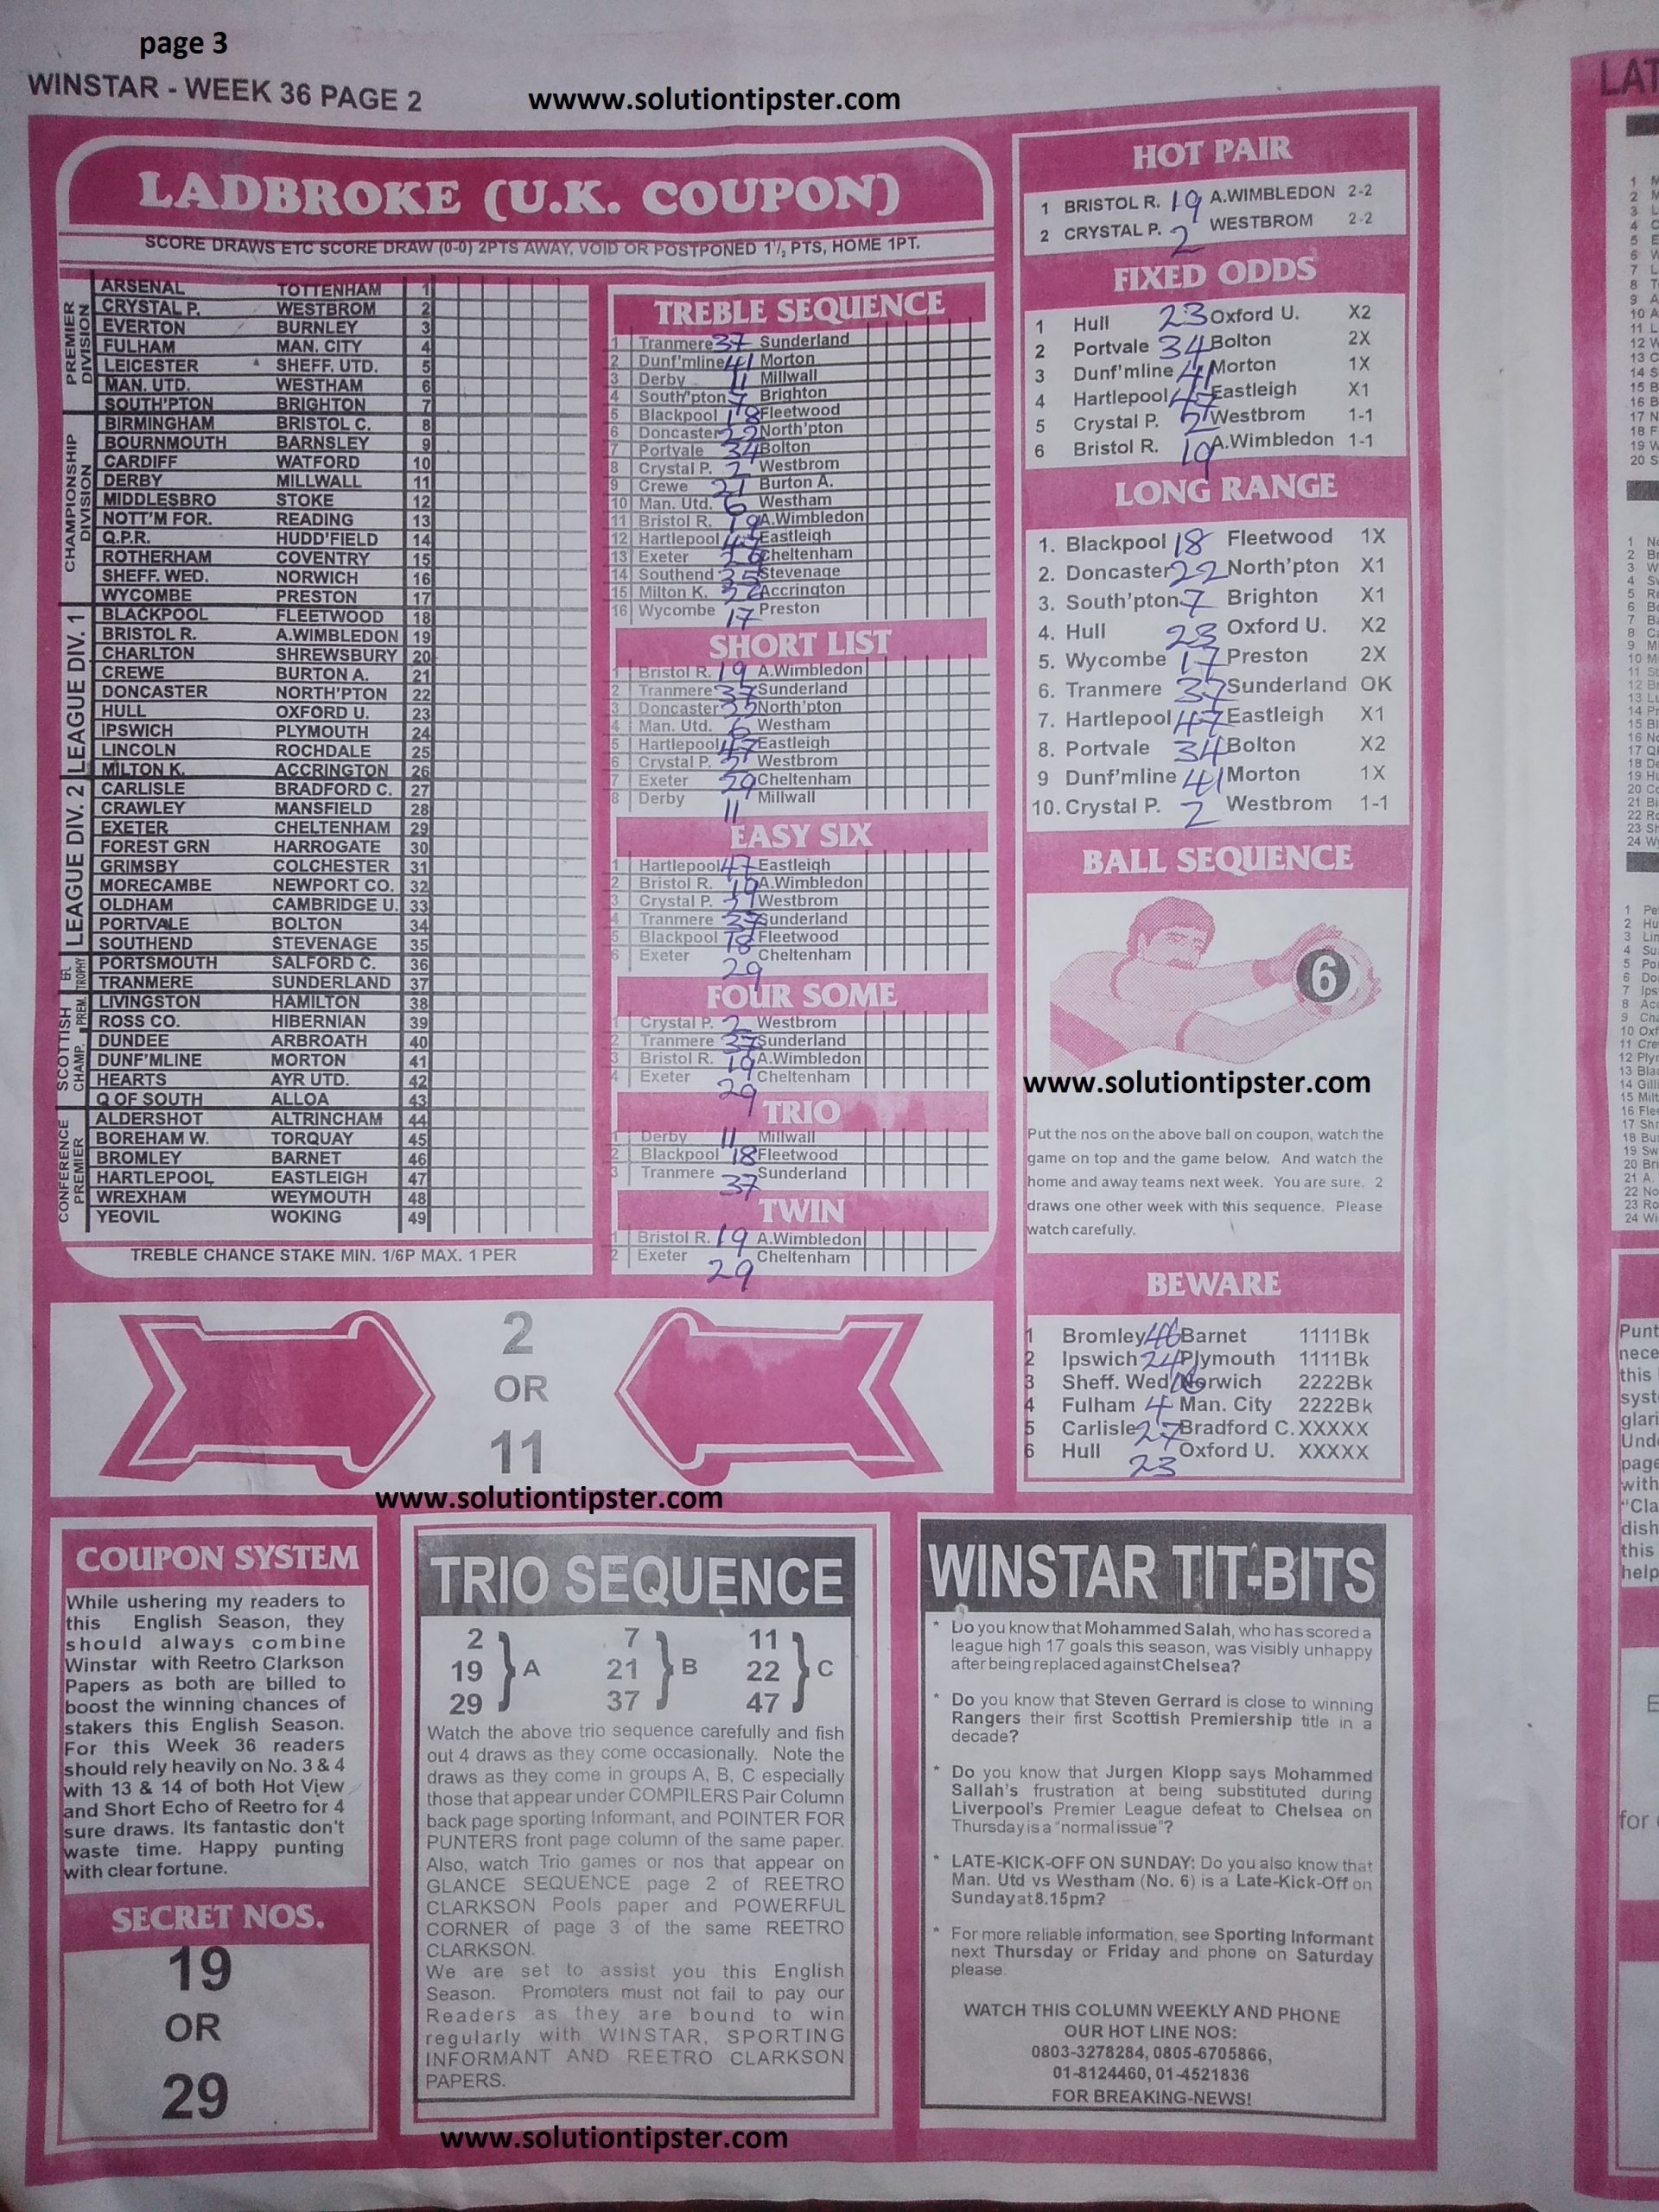 page 3
WINSTAR - WEEK 36 PAGE 2
wwww.solutiontipster.com
LADBROKE (U.K. COUPON)
SCORE DRAWS ETC SCORE DRAW (0-0) 2PTS AWAY, VOID OR POSTPONED 1'/, PTS, HOME 1PT.
PREMIER DIVISION
ARSENAL TOTTENHAM 1
CRYSTAL P. WESTBROM 2
EVERTON BURNLEY 3
FULHAM MAN. CITY 4
LEICESTER SHEFF. UTD. 5
MAN. UTD. WESTHAM 6
SOUTH'PTON BRIGHTON 7
CHAMPIONSHIP DIVISION
BIRMINGHAM BRISTOL C. 8
BOURNMOUTH BARNSLEY 9
CARDIFF WATFORD 10
DERBY MILLWALL 11
MIDDLESBRO STOKE 12
NOTT'M FOR. READING 13
Q.P.R. HUDD'FIELD 14
ROTHERHAM COVENTRY 15
SHEFF. WED. NORWICH 16
WYCOMBE PRESTON 17
LEAGUE DIV. 1
BLACKPOOL FLEETWOOD 18
BRISTOL R. A.WIMBLEDON 19
CHARLTON SHREWSBURY 20
CREWE BURTON A. 21
DONCASTER NORTH'PTON 22
HULL OXFORD U. 23
IPSWICH PLYMOUTH 24
LINCOLN ROCHDALE 25
MILTON K. ACCRINGTON 26
LEAGUE DIV. 2
CARLISLE BRADFORD C. 27
CRAWLEY MANSFIELD 28
EXETER CHELTENHAM 29
FOREST GRN HARROGATE 30
GRIMSBY COLCHESTER 31
MORECAMBE NEWPORT CO. 32
OLDHAM CAMBRIDGE U. 33
PORTVALE BOLTON 34
SOUTHEND STEVENAGE 35
EFL TROPHY
PORTSMOUTH SALFORD C. 36
TRANMERE SUNDERLAND 37
SCOTTISH PREM.
LIVINGSTON HAMILTON 38
ROSS CO. HIBERNIAN 39
CHAMP.
DUNDEE ARBROATH 40
DUNF'MLINE MORTON 41
HEARTS AYR UTD. 42
Q OF SOUTH ALLOA 43
CONFERENCE PREMIER
ALDERSHOT ALTRINCHAM 44
BOREHAM W. TORQUAY 45
BROMLEY BARNET 46
HARTLEPOOL EASTLEIGH 47
WREXHAM WEYMOUTH 48
YEOVIL WOKING 49
TREBLE CHANCE STAKE MIN. 1/6P MAX. 1 PER
TREBLE SEQUENCE
1 Tranmere 37 Sunderland
2 Dunf'mline 41 Morton
3 Derby 11 Millwall
4 South'pton 7 Brighton
5 Blackpool 18 Fleetwood
6 Doncaster 22 North'pton
7 Portvale 34 Bolton
8 Crystal P. 2 Westbrom
9 Crewe 21 Burton A.
10 Man. Utd. 6 Westham
11 Bristol R. 19 A.Wimbledon
12 Hartlepool Eastleigh
13 Exeter Cheltenham
14 Southend 35 Stevenage
15 Milton K. Accrington
16 Wycombe 17 Preston
SHORT LIST
1 Bristol R. 19 A.Wimbledon
2 Tranmere 37 Sunderland
3 Doncaster 22 North'pton
4 Man. Utd. 6 Westham
5 Hartlepool 47 Eastleigh
6 Crystal P. 2 Westbrom
7 Exeter 29 Cheltenham
8 Derby 11 Millwall
EASY SIX
1 Hartlepool 47 Eastleigh
2 Bristol R. 19 A.Wimbledon
3 Crystal P. Westbrom
4 Tranmere 37 Sunderland
5 Blackpool 18 Fleetwood
6 Exeter 29 Cheltenham
FOUR SOME
1 Crystal P. 2 Westbrom
2 Tranmere 37 Sunderland
3 Bristol R. 19 A.Wimbledon
4 Exeter 29 Cheltenham
TRIO
1 Derby 11 Millwall
2 Blackpool 18 Fleetwood
3 Tranmere 37 Sunderland
TWIN
1 Bristol R. 19 A.Wimbledon
2 Exeter 29 Cheltenham
HOT PAIR
1 BRISTOL R. 19 A.WIMBLEDON 2-2
2 CRYSTAL P. 2 WESTBROM 2-2
FIXED ODDS
1 Hull 23 Oxford U. X2
2 Portvale 34 Bolton 2X
3 Dunf'mline 41 Morton 1X
4 Hartlepool 47 Eastleigh X1
5 Crystal P. 2 Westbrom 1-1
6 Bristol R. 19 A.Wimbledon 1-1
LONG RANGE
1. Blackpool 18 Fleetwood 1X
2. Doncaster 22 North'pton X1
3. South'pton 7 Brighton X1
4. Hull 23 Oxford U. X2
5. Wycombe 17 Preston 2X
6. Tranmere 37 Sunderland OK
7. Hartlepool 47 Eastleigh X1
8. Portvale 34 Bolton X2
9 Dunf'mline 41 Morton 1X
10. Crystal P. 2 Westbrom 1-1
BALL SEQUENCE
6
www.solutiontipster.com
Put the nos on the above ball on coupon, watch the
game on top and the game below. And watch the
home and away teams next week. You are sure. 2
draws one other week with this sequence. Please
watch carefully.
BEWARE
1 Bromley 46 Barnet 1111Bk
2 Ipswich 24 Plymouth 1111Bk
3 Sheff. Wed 16 Norwich 2222Bk
4 Fulham 4 Man. City 2222Bk
5 Carlisle 27 Bradford C. XXXXX
6 Hull 23 Oxford U. XXXXX
2
OR
11
www.solutiontipster.com
COUPON SYSTEM
While ushering my readers to
this English Season, they
should always combine
Winstar with Reetro Clarkson
Papers as both are billed to
boost the winning chances of
stakers this English Season.
For this Week 36 readers
should rely heavily on No. 3 & 4
with 13 & 14 of both Hot View
and Short Echo of Reetro for 4
sure draws. Its fantastic don't
waste time. Happy punting
with clear fortune.
SECRET NOS.
19
OR
29
TRIO SEQUENCE
2 7 11
19 A 21 B 22 C
29 37 47
Watch the above trio sequence carefully and fish
out 4 draws as they come occasionally. Note the
draws as they come in groups A, B, C especially
those that appear under COMPILERS Pair Column
back page sporting Informant, and POINTER FOR
PUNTERS front page column of the same paper.
Also, watch Trio games or nos that appear on
GLANCE SEQUENCE page 2 of REETRO
CLARKSON Pools paper and POWERFUL
CORNER of page 3 of the same REETRO
CLARKSON.
We are set to assist you this English
Season. Promoters must not fail to pay our
Readers as they are bound to win
regularly with WINSTAR, SPORTING
INFORMANT AND REETRO CLARKSON
PAPERS.
www.solutiontipster.com
WINSTAR TIT-BITS
* Do you know that Mohammed Salah, who has scored a
league high 17 goals this season, was visibly unhappy
after being replaced against Chelsea?
* Do you know that Steven Gerrard is close to winning
Rangers their first Scottish Premiership title in a
decade?
* Do you know that Jurgen Klopp says Mohammed
Sallah's frustration at being substituted during
Liverpool's Premier League defeat to Chelsea on
Thursday is a "normal issue"?
* LATE-KICK-OFF ON SUNDAY: Do you also know that
Man. Utd vs Westham (No. 6) is a Late-Kick-Off on
Sunday at 8.15pm?
* For more reliable information, see Sporting Informant
next Thursday or Friday and phone on Saturday
please.
WATCH THIS COLUMN WEEKLY AND PHONE
OUR HOT LINE NOS:
0803-3278284, 0805-6705866,
01-8124460, 01-4521836
FOR BREAKING-NEWS!